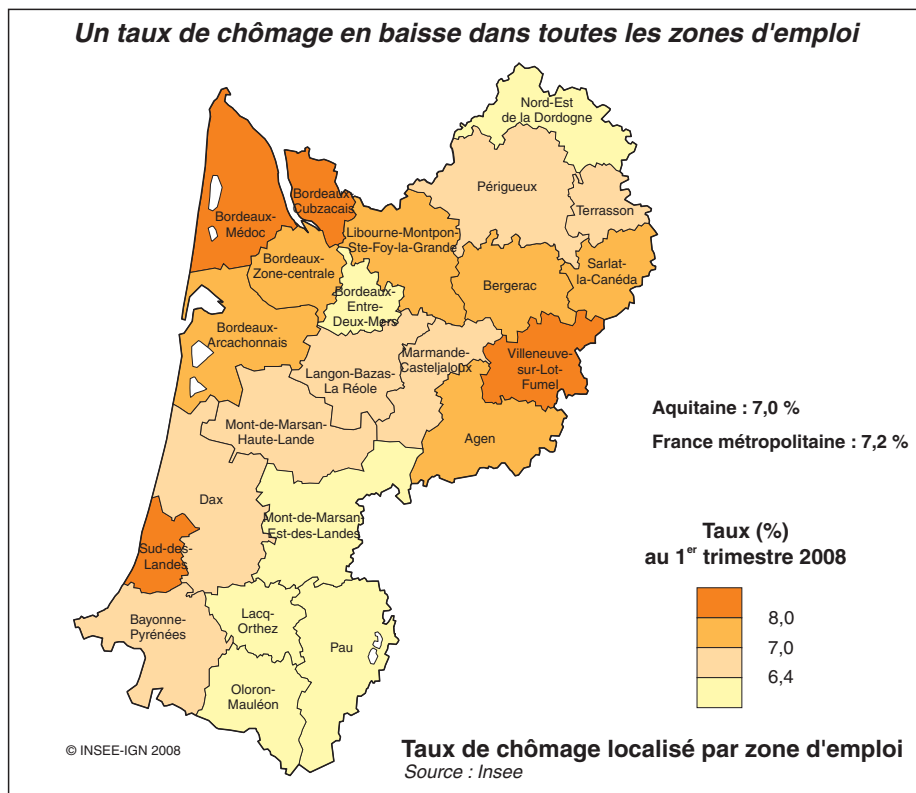 Un taux de chômage en baisse dans toutes les zones d'emploi
Nord-Est
de la Dordogne
Périgueux
Terrasson
Bordeaux-
Cubzacais
Bordeaux-
Médoc
Libourne-Montpon-
Ste-Foy-la-Grande
Bordeaux-
Zone-centrale
Sarlat-
la-Canéda
Bergerac
Bordeaux-
Entre-
Deux-Mers
Bordeaux-
Arcachonnais
Marmande-
Casteljaloux
Villeneuve-
sur-Lot-
Fumel
Langon-Bazas-
La Réole
Aquitaine : 7,0 %
France métropolitaine : 7,2 %
Mont-de-Marsan-
Haute-Lande
Agen
Dax
Mont-de-Marsan-
Est-des-Landes
Sud-des-
Landes
Taux (%)
au 1er trimestre 2008
8,0
7,0
6,4
Bayonne-
Pyrénées
Lacq-
Orthez
Pau
Oloron-
Mauléon
© INSEE-IGN 2008
Taux de chômage localisé par zone d'emploi
Source : Insee